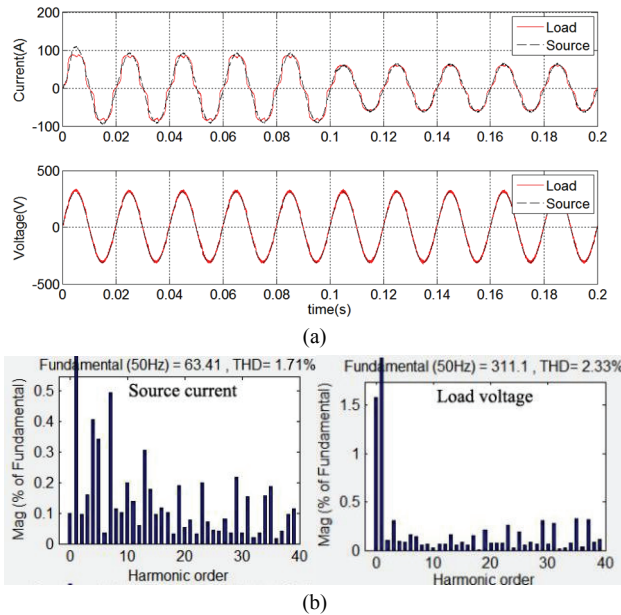 200
100
0
-100
Current(A)
Load
Source
0 0.02 0.04 0.06 0.08 0.1 0.12 0.14 0.16 0.18 0.2
500
0
-500
Voltage(V)
Load
Source
0 0.02 0.04 0.06 0.08 0.1 0.12 0.14 0.16 0.18 0.2
time(s)
(a)
Fundamental (50Hz) = 63.41 , THD= 1.71%
Source current
Mag (% of Fundamental)
0.5
0.4
0.3
0.2
0.1
0
0 10 20 30 40
Harmonic order
Fundamental (50Hz) = 311.1 , THD= 2.33%
Load voltage
Mag (% of Fundamental)
1.5
1
0.5
0
0 10 20 30 40
Harmonic order
(b)